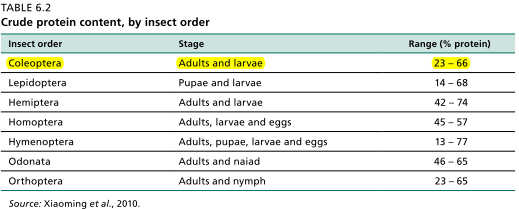 TABLE 6.2
Crude protein content, by insect order
Insect order Stage Range (% protein)
Coleoptera Adults and larvae 23 – 66
Lepidoptera Pupae and larvae 14 – 68
Hemiptera Adults and larvae 42 – 74
Homoptera Adults, larvae and eggs 45 – 57
Hymenoptera Adults, pupae, larvae and eggs 13 – 77
Odonata Adults and naiad 46 – 65
Orthoptera Adults and nymph 23 – 65
Source: Xiaoming et al., 2010.